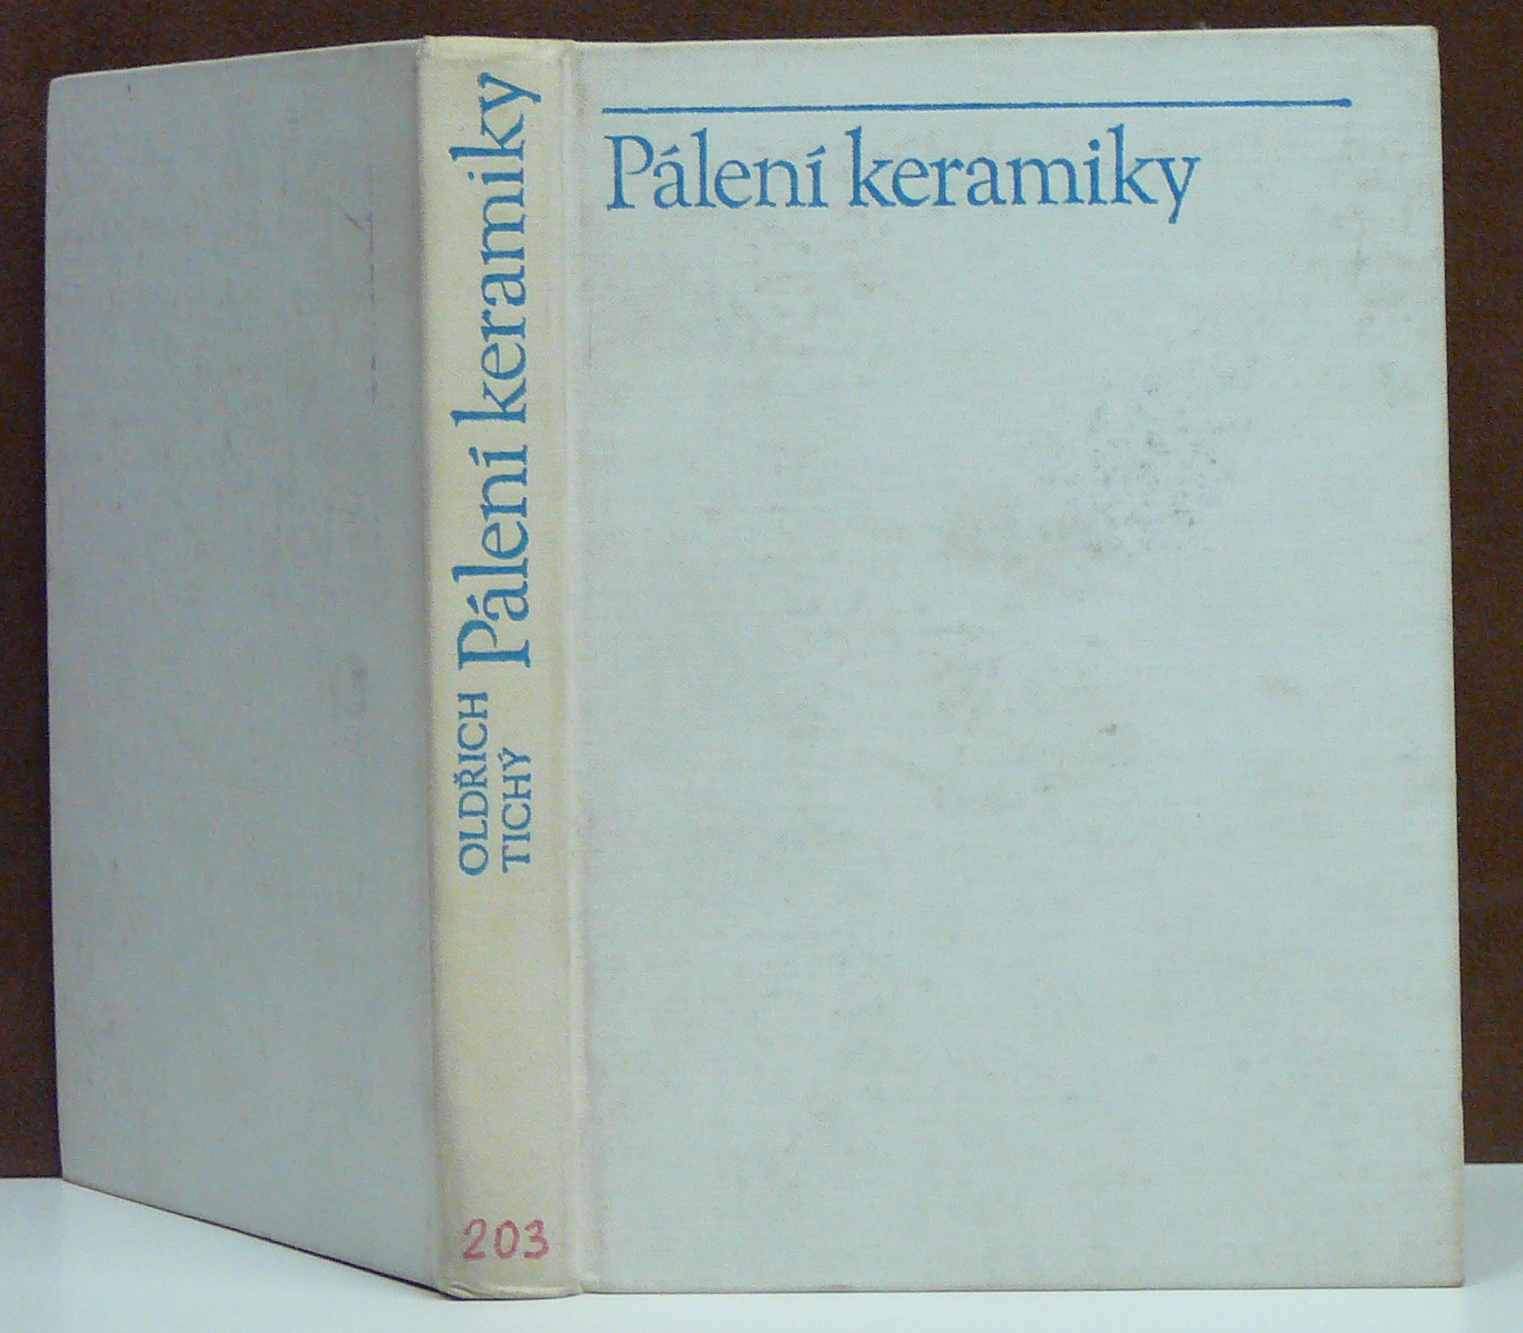 Pálení keramiky
OLDŘICH
TICHÝ
Pálení keramiky
203